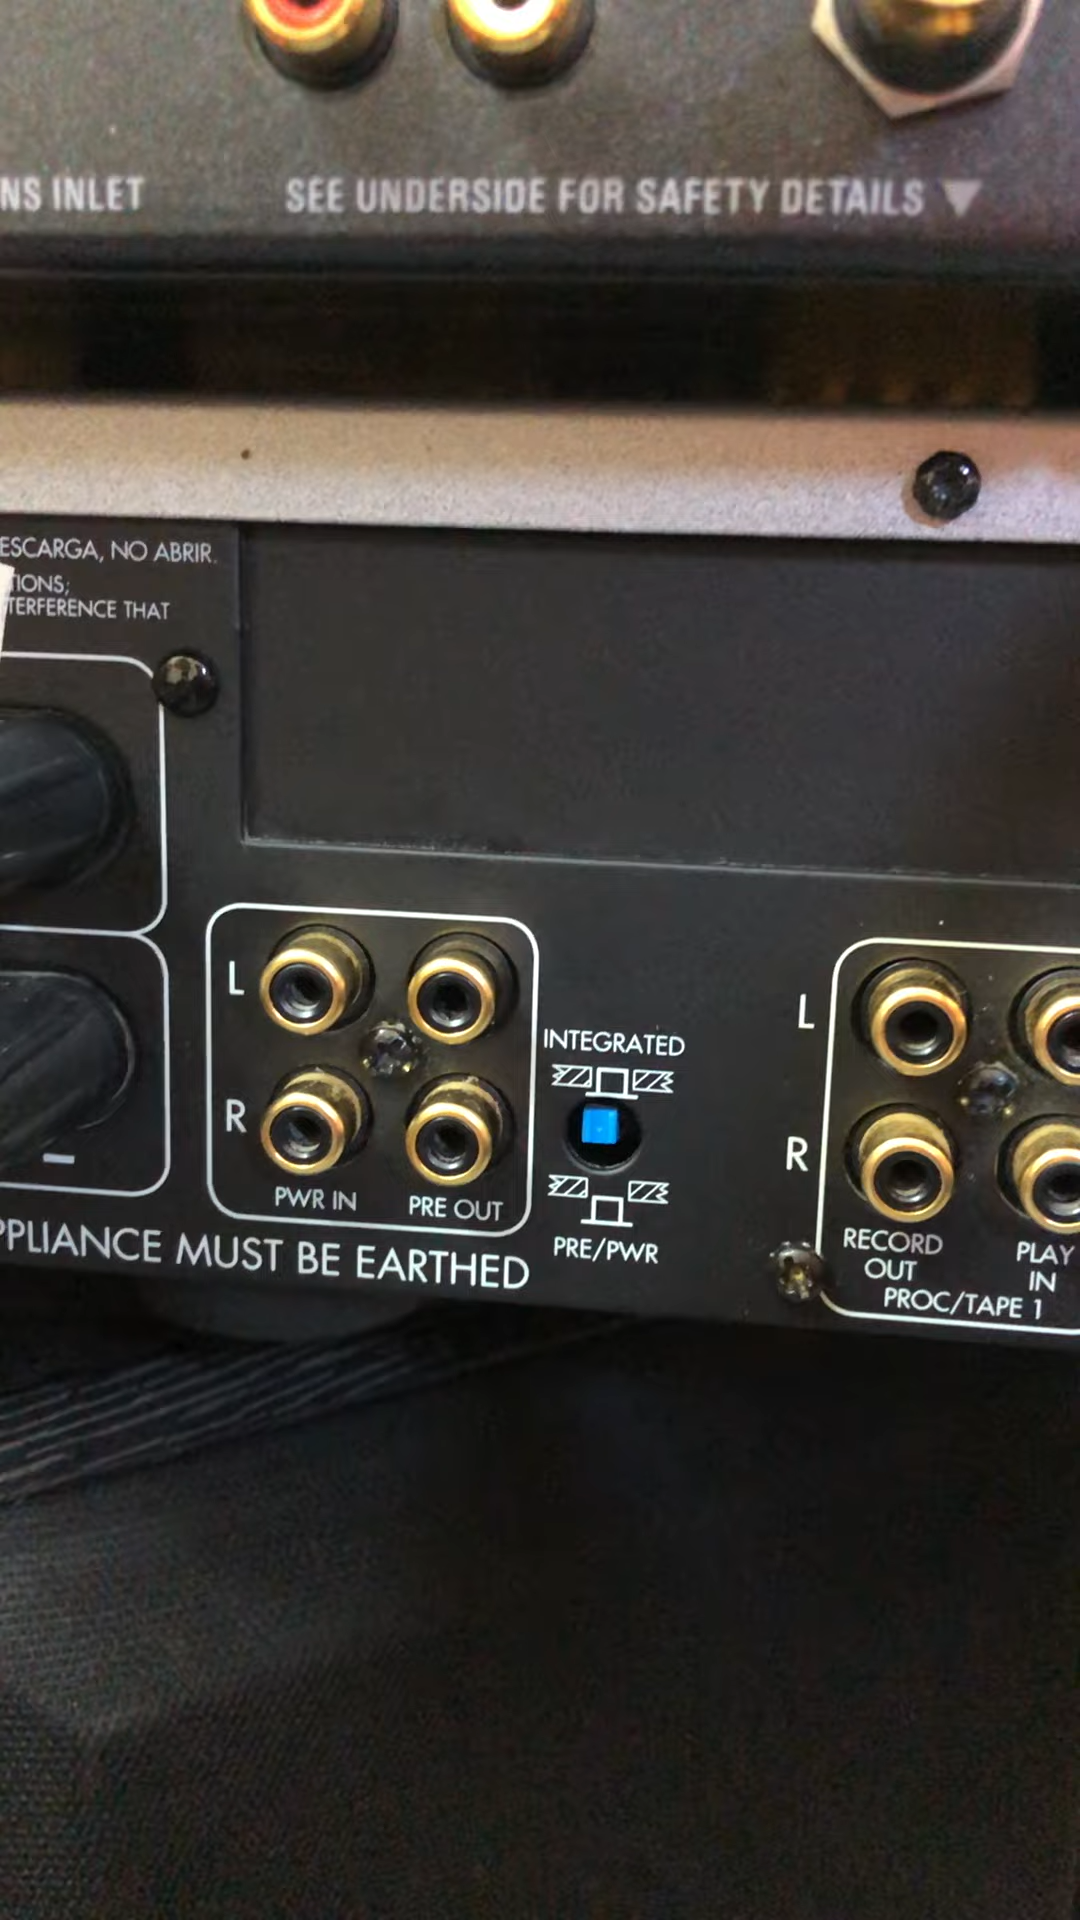 NS INLET
SEE UNDERSIDE FOR SAFETY DETAILS
ESCARGA, NO ABRIR.
TIONS;
TERFERENCE THAT
L
R
PWR IN
PRE OUT
INTEGRATED
PRE/PWR
L
R
RECORD
OUT
PLAY
IN
PROC/TAPE 1
–
PPLIANCE MUST BE EARTHED